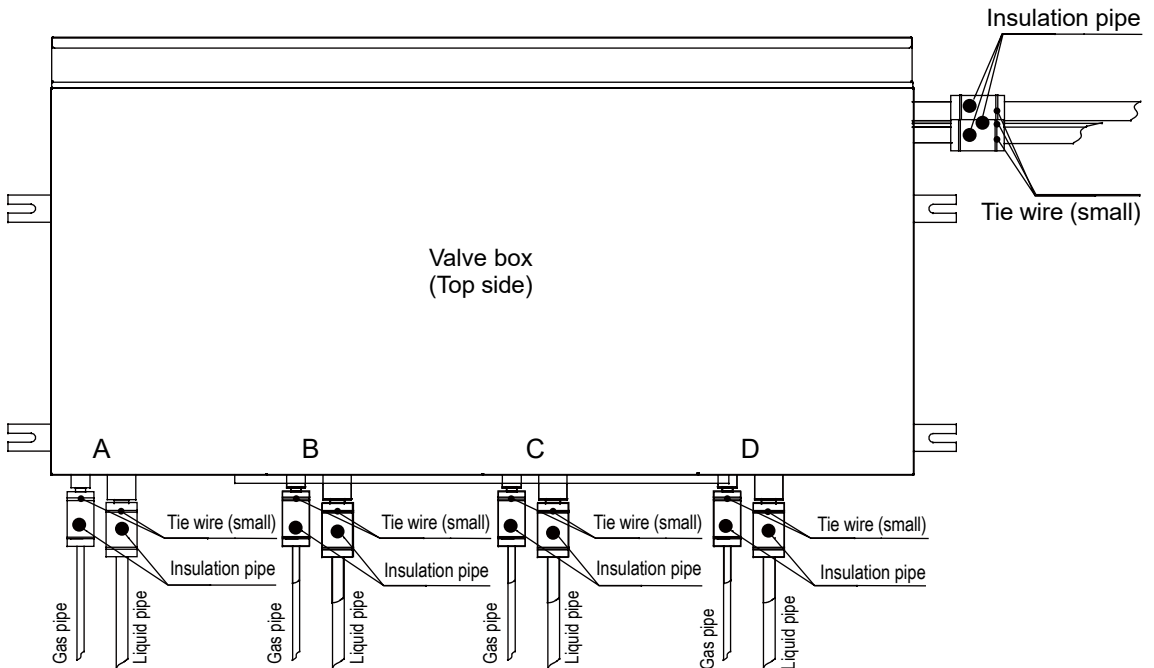 Insulation pipe
Tie wire (small)
Valve box
(Top side)
A
B
C
D
Tie wire (small)
Tie wire (small)
Tie wire (small)
Tie wire (small)
Insulation pipe
Insulation pipe
Insulation pipe
Insulation pipe
Gas pipe
Liquid pipe
Gas pipe
Liquid pipe
Gas pipe
Liquid pipe
Gas pipe
Liquid pipe